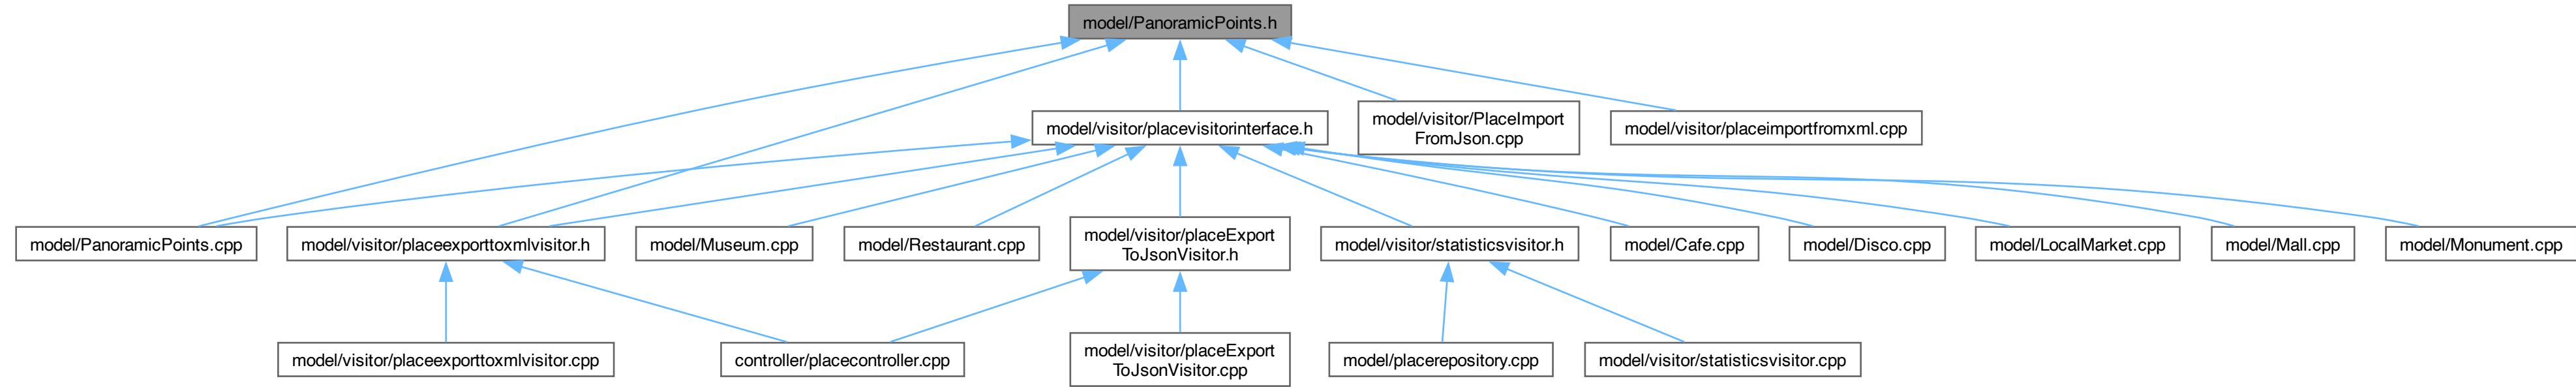 model/PanoramicPoints.h
model/visitor/placevisitorinterface.h
model/visitor/PlaceImport
FromJson.cpp
model/visitor/placeimportfromxml.cpp
model/PanoramicPoints.cpp
model/visitor/placeexporttoxmlvisitor.h
model/Museum.cpp
model/Restaurant.cpp
model/visitor/placeExport
ToJsonVisitor.h
model/visitor/statisticsvisitor.h
model/Cafe.cpp
model/Disco.cpp
model/LocalMarket.cpp
model/Mall.cpp
model/Monument.cpp
model/visitor/placeexporttoxmlvisitor.cpp
controller/placecontroller.cpp
model/visitor/placeExport
ToJsonVisitor.cpp
model/placerepository.cpp
model/visitor/statisticsvisitor.cpp